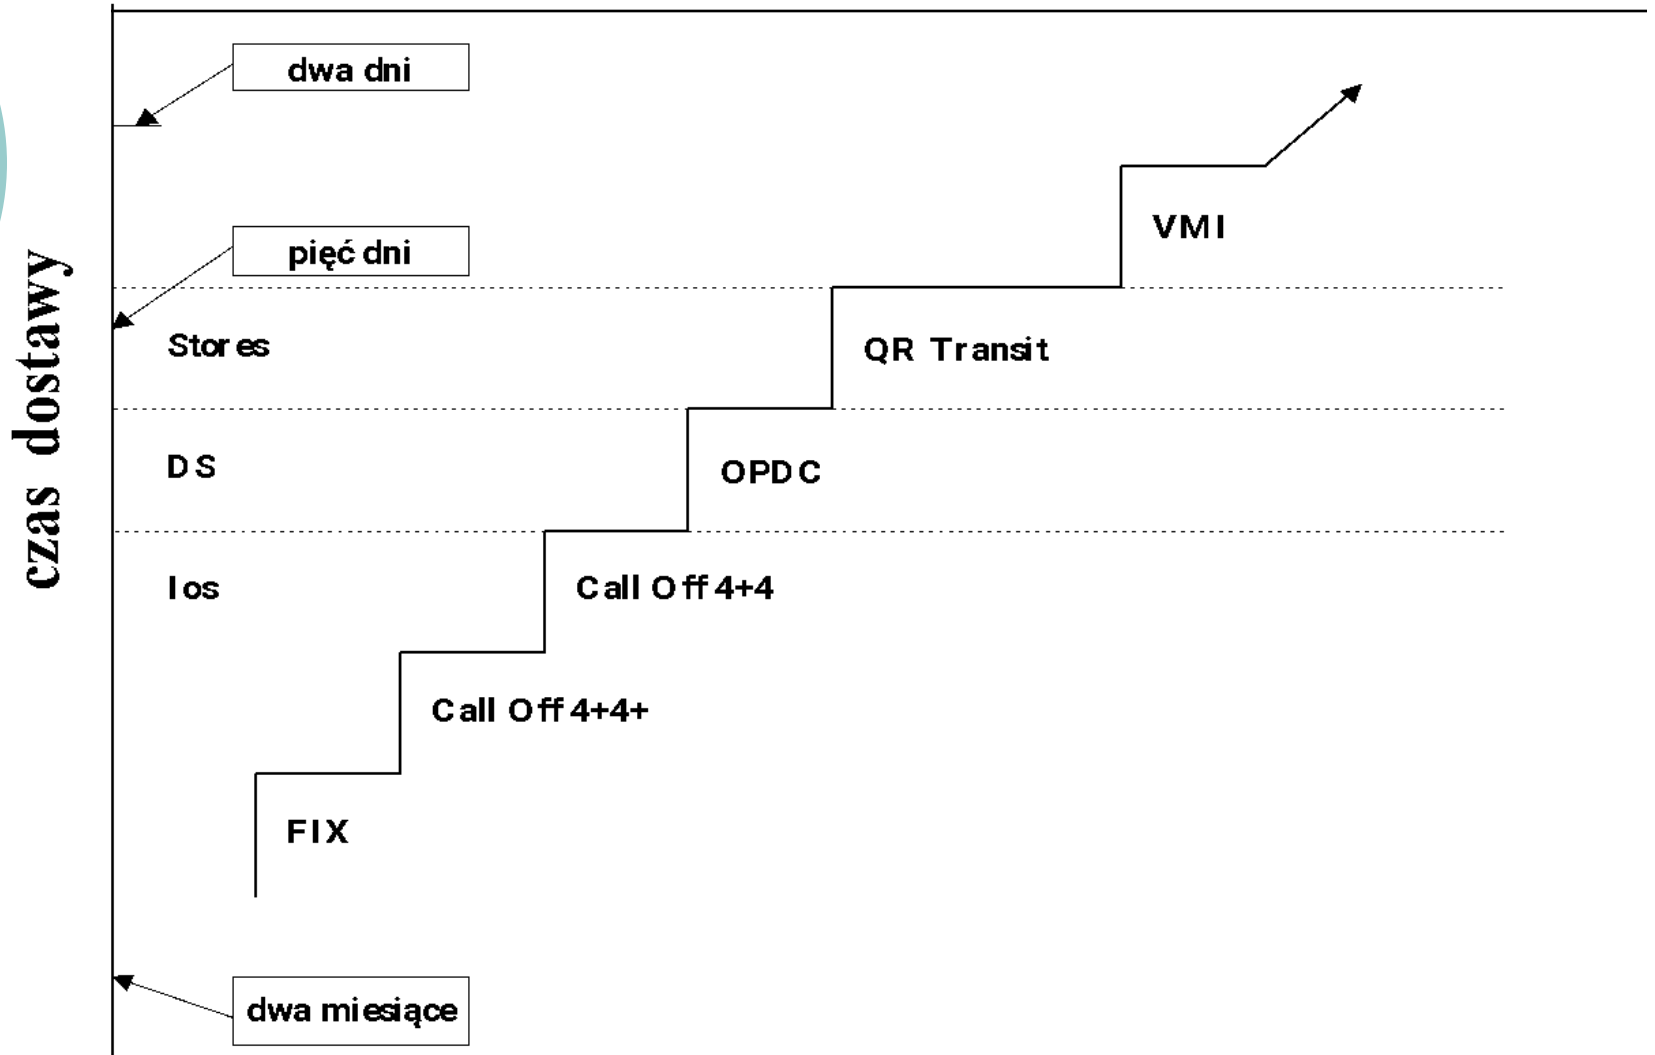 dwa dni
VMI
pięć dni
czas dostawy
Stores
QR Transit
DS
OPDC
Ios
Call Off 4+4
Call Off 4+4+
FIX
dwa miesiące